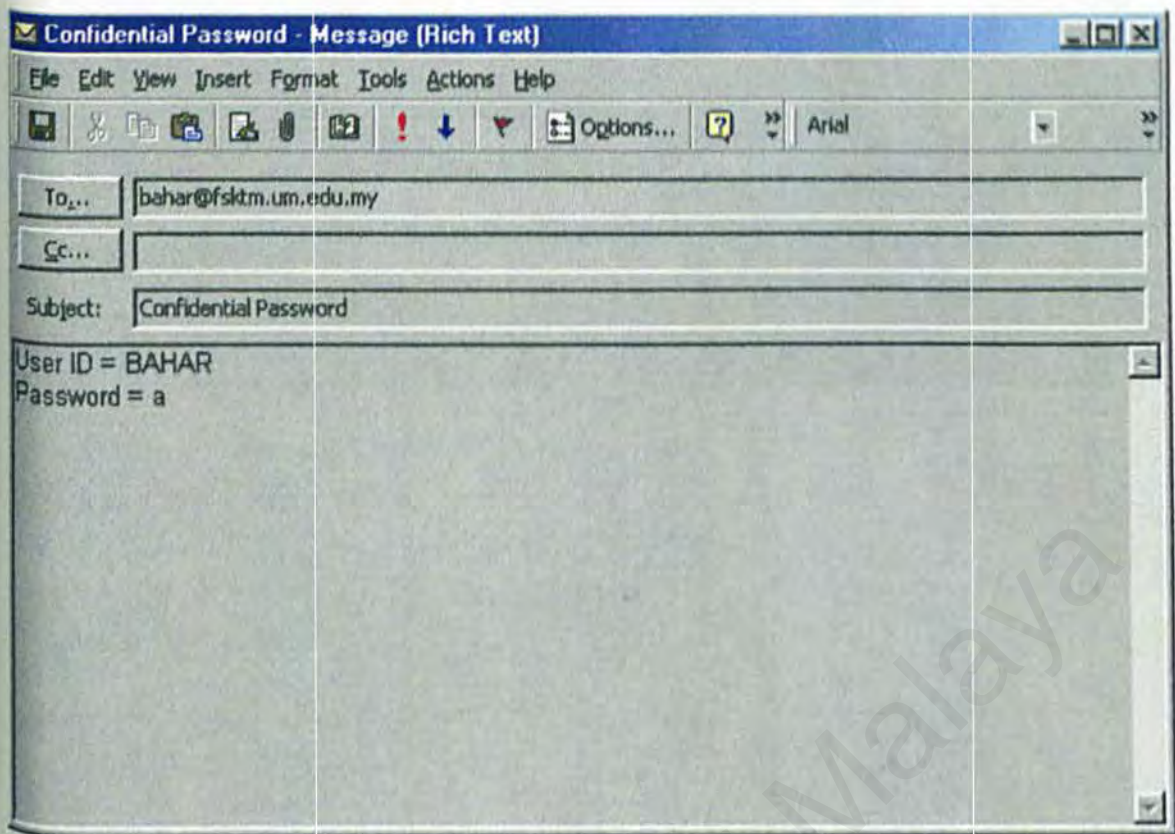 Confidential Password - Message (Rich Text)
File Edit View Insert Format Tools Actions Help
Options... Arial
To... bahar@fsktm.um.edu.my
Cc...
Subject: Confidential Password
User ID = BAHAR
Password = a
Malaya